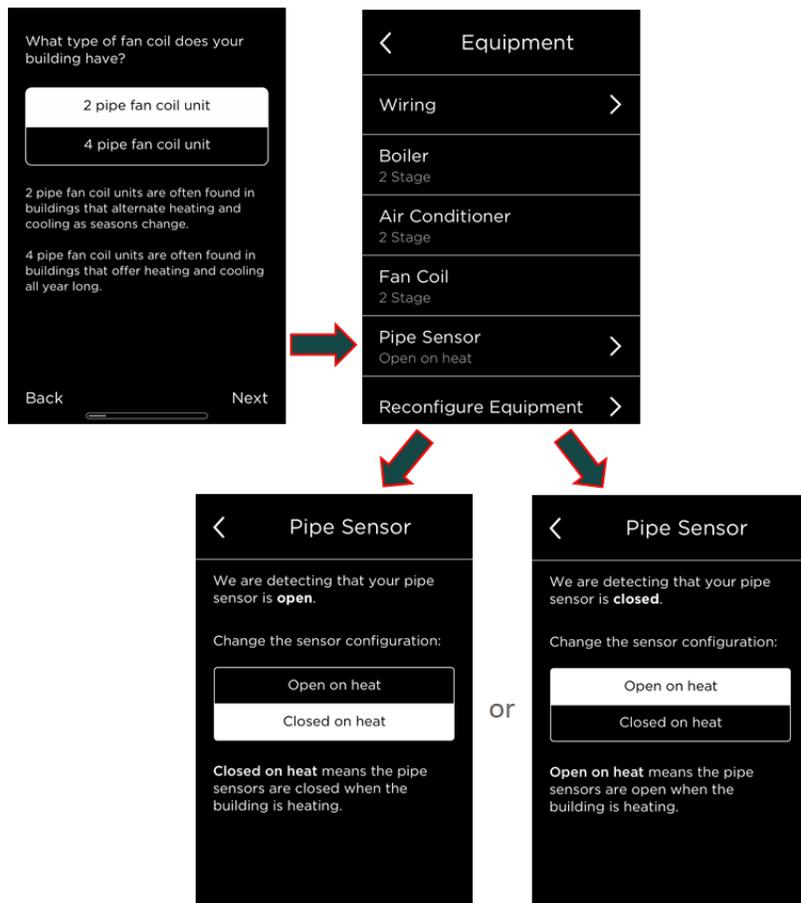 What type of fan coil does your
building have?
2 pipe fan coil unit
4 pipe fan coil unit
2 pipe fan coil units are often found in
buildings that alternate heating and
cooling as seasons change.
4 pipe fan coil units are often found in
buildings that offer heating and cooling
all year long.
Back
Next
Equipment
Wiring
Boiler
2 Stage
Air Conditioner
2 Stage
Fan Coil
2 Stage
Pipe Sensor
Open on heat
Reconfigure Equipment
Pipe Sensor
We are detecting that your pipe
sensor is open.
Change the sensor configuration:
Open on heat
Closed on heat
Closed on heat means the pipe
sensors are closed when the
building is heating.
or
Pipe Sensor
We are detecting that your pipe
sensor is closed.
Change the sensor configuration:
Open on heat
Closed on heat
Open on heat means the pipe
sensors are open when the
building is heating.